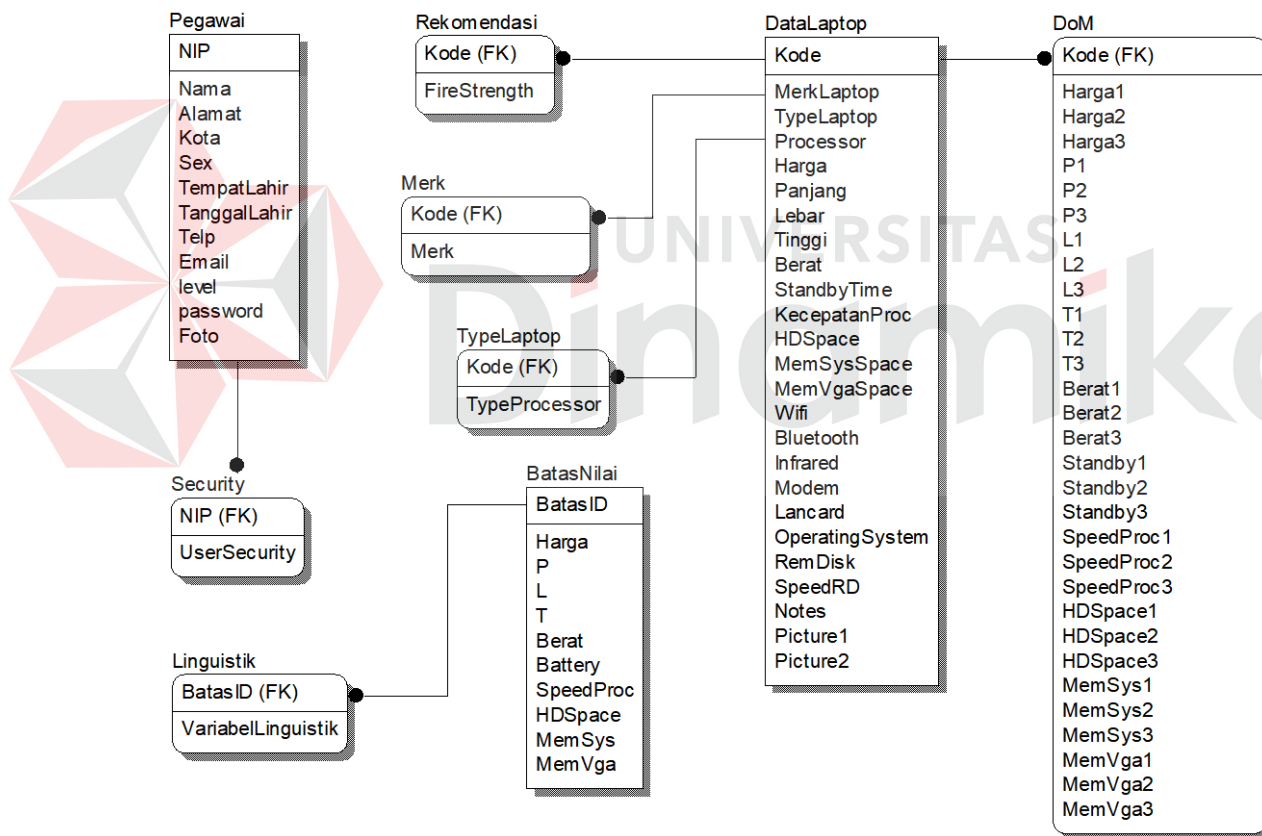 Pegawai
NIP
Nama
Alamat
Kota
Sex
TempatLahir
TanggalLahir
Telp
Email
level
password
Foto
Security
NIP (FK)
UserSecurity
Linguistik
BatasID (FK)
VariabelLinguistik
Rekomendasi
Kode (FK)
FireStrength
Merk
Kode (FK)
Merk
TypeLaptop
Kode (FK)
TypeProcessor
BatasNilai
BatasID
Harga
P
L
T
Berat
Battery
SpeedProc
HDSpace
MemSys
MemVga
DataLaptop
Kode
MerkLaptop
TypeLaptop
Processor
Harga
Panjang
Lebar
Tinggi
Berat
StandbyTime
KecepatanProc
HDSpace
MemSysSpace
MemVgaSpace
Wifi
Bluetooth
Infrared
Modem
Lancard
OperatingSystem
RemDisk
SpeedRD
Notes
Picture1
Picture2
DoM
Kode (FK)
Harga1
Harga2
Harga3
P1
P2
P3
L1
L2
L3
T1
T2
T3
Berat1
Berat2
Berat3
Standby1
Standby2
Standby3
SpeedProc1
SpeedProc2
SpeedProc3
HDSpace1
HDSpace2
HDSpace3
MemSys1
MemSys2
MemSys3
MemVga1
MemVga2
MemVga3
UNIVERSITAS
Dinamika